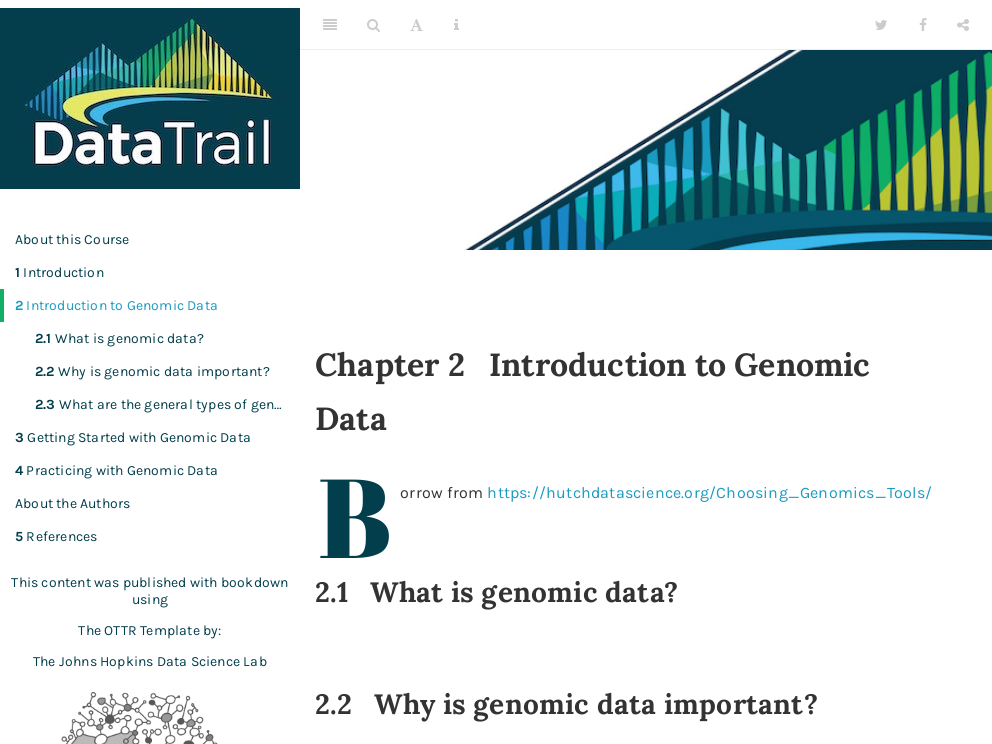 DataTrail
About this Course
1 Introduction
2 Introduction to Genomic Data
2.1 What is genomic data?
2.2 Why is genomic data important?
2.3 What are the general types of gen…
3 Getting Started with Genomic Data
4 Practicing with Genomic Data
About the Authors
5 References
This content was published with bookdown
using
The OTTR Template by:
The Johns Hopkins Data Science Lab
A
Chapter 2 Introduction to Genomic
Data
Borrow from https://hutchdatascience.org/Choosing_Genomics_Tools/
2.1 What is genomic data?
2.2 Why is genomic data important?